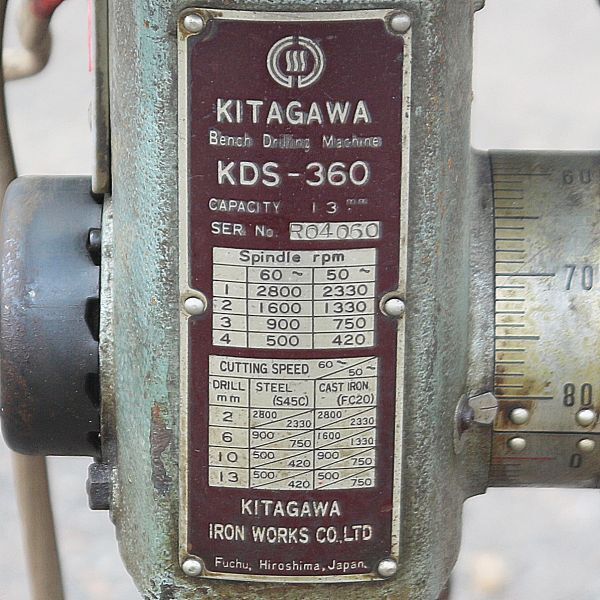 KITAGAWA
Bench Drilling Machine
KDS-360
CAPACITY 13 mm
SER. No. R04060
Spindle rpm
60~ 50~
1 2800 2330
2 1600 1330
3 900 750
4 500 420
CUTTING SPEED 60~ 50~
DRILL mm STEEL (S45C) CAST IRON (FC20)
2 2800 2330 2800 2330
6 900 750 1600 1330
10 500 420 900 750
13 500 420 500 750
KITAGAWA
IRON WORKS CO.,LTD
Fuchu, Hiroshima, Japan.
60
70
80
0